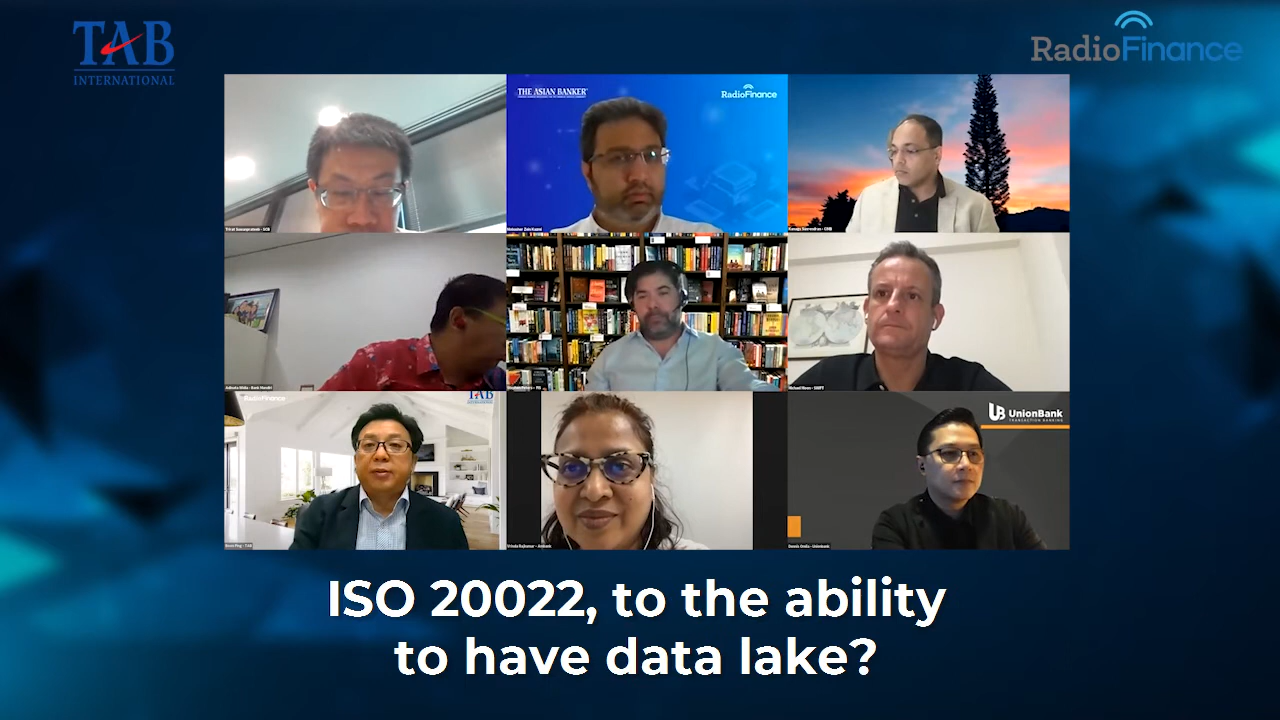 TAB
INTERNATIONAL
RadioFinance
THE ASIAN BANKER
RadioFinance
RadioFinance
TAB
UB UnionBank
TRANSACTION BANKING
ISO 20022, to the ability
to have data lake?